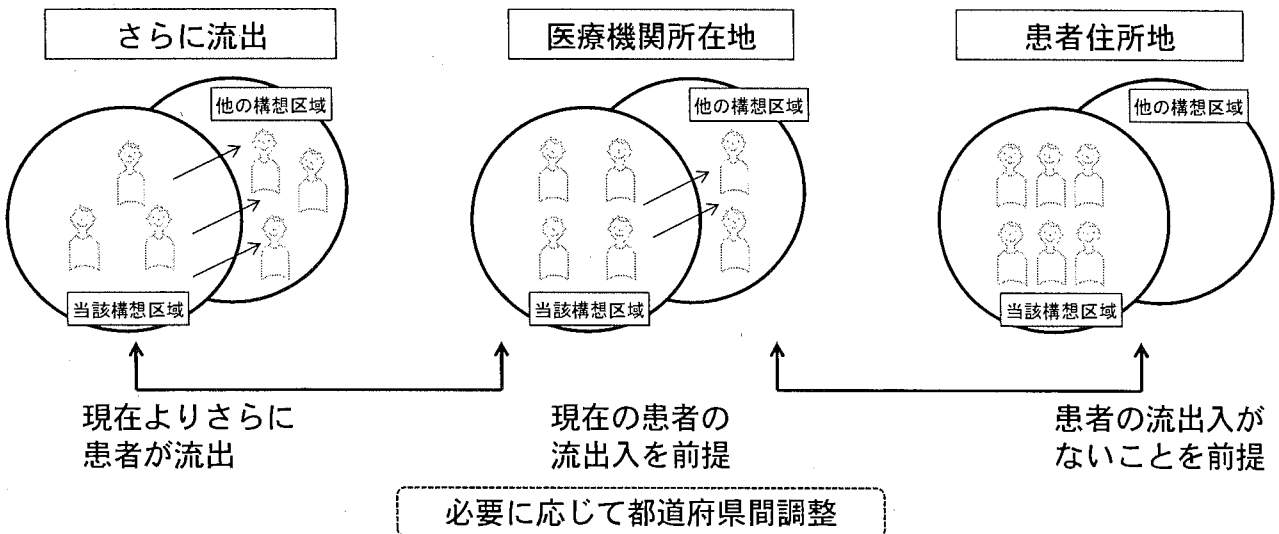 さらに流出
医療機関所在地
患者住所地
他の構想区域
他の構想区域
他の構想区域
当該構想区域
当該構想区域
当該構想区域
現在よりさらに
患者が流出
現在の患者の
流出入を前提
患者の流出入が
ないことを前提
必要に応じて都道府県間調整